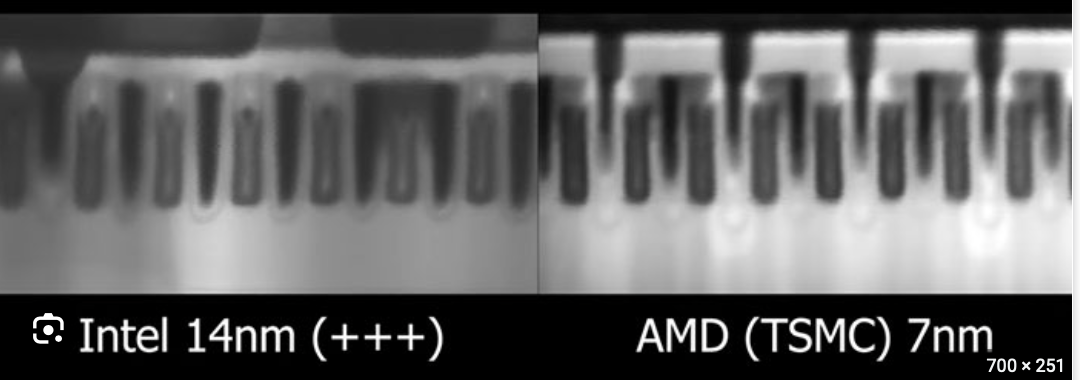 Intel 14nm (+++)
AMD (TSMC) 7nm
700 × 251